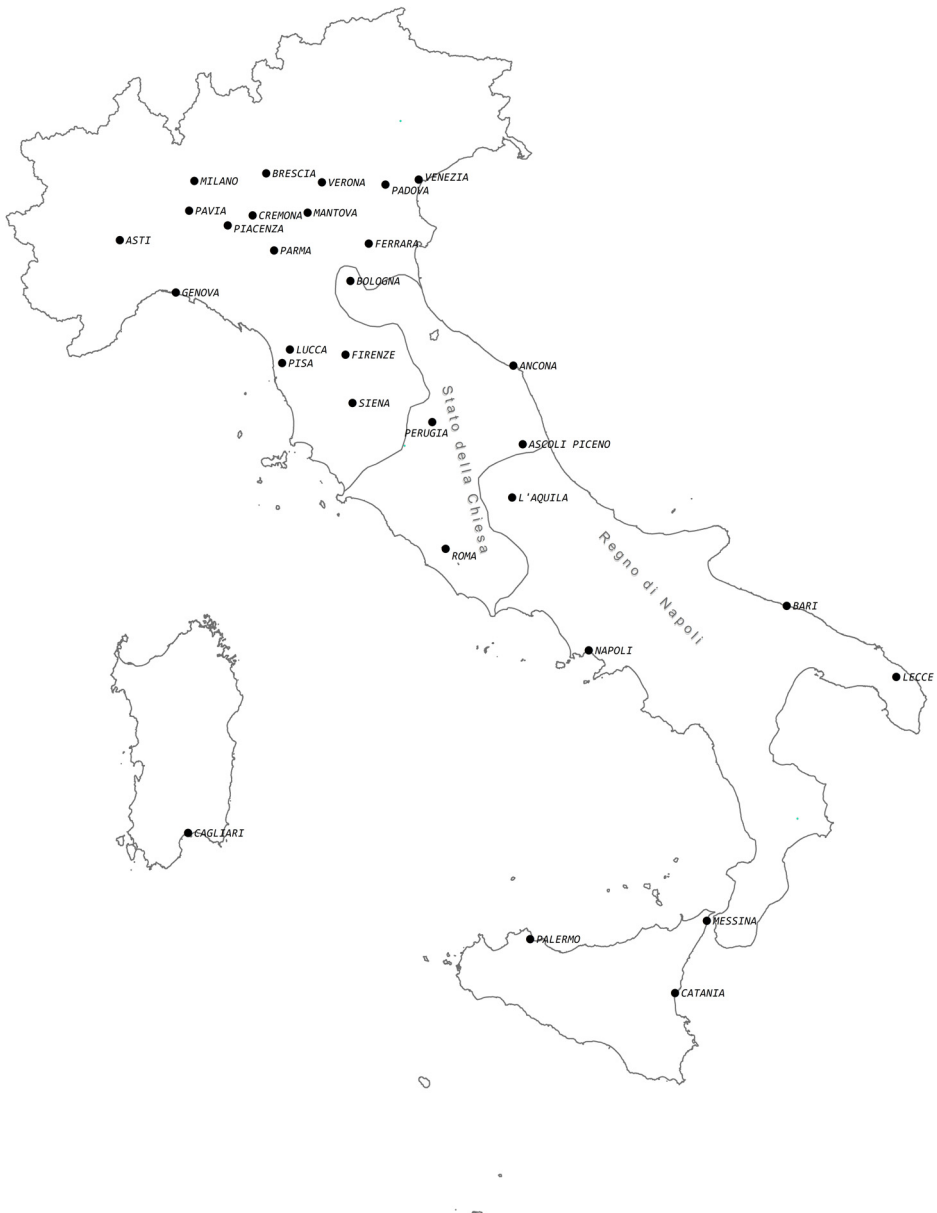 BRESCIA
VENEZIA
MILANO
VERONA
PADOVA
PAVIA
CREMONA
MANTOVA
PIACENZA
ASTI
FERRARA
PARMA
BOLOGNA
GENOVA
LUCCA
FIRENZE
PISA
ANCONA
SIENA
PERUGIA
Stato della Chiesa
ASCOLI PICENO
L'AQUILA
ROMA
Regno di Napoli
BARI
NAPOLI
LECCE
CAGLIARI
MESSINA
PALERMO
CATANIA